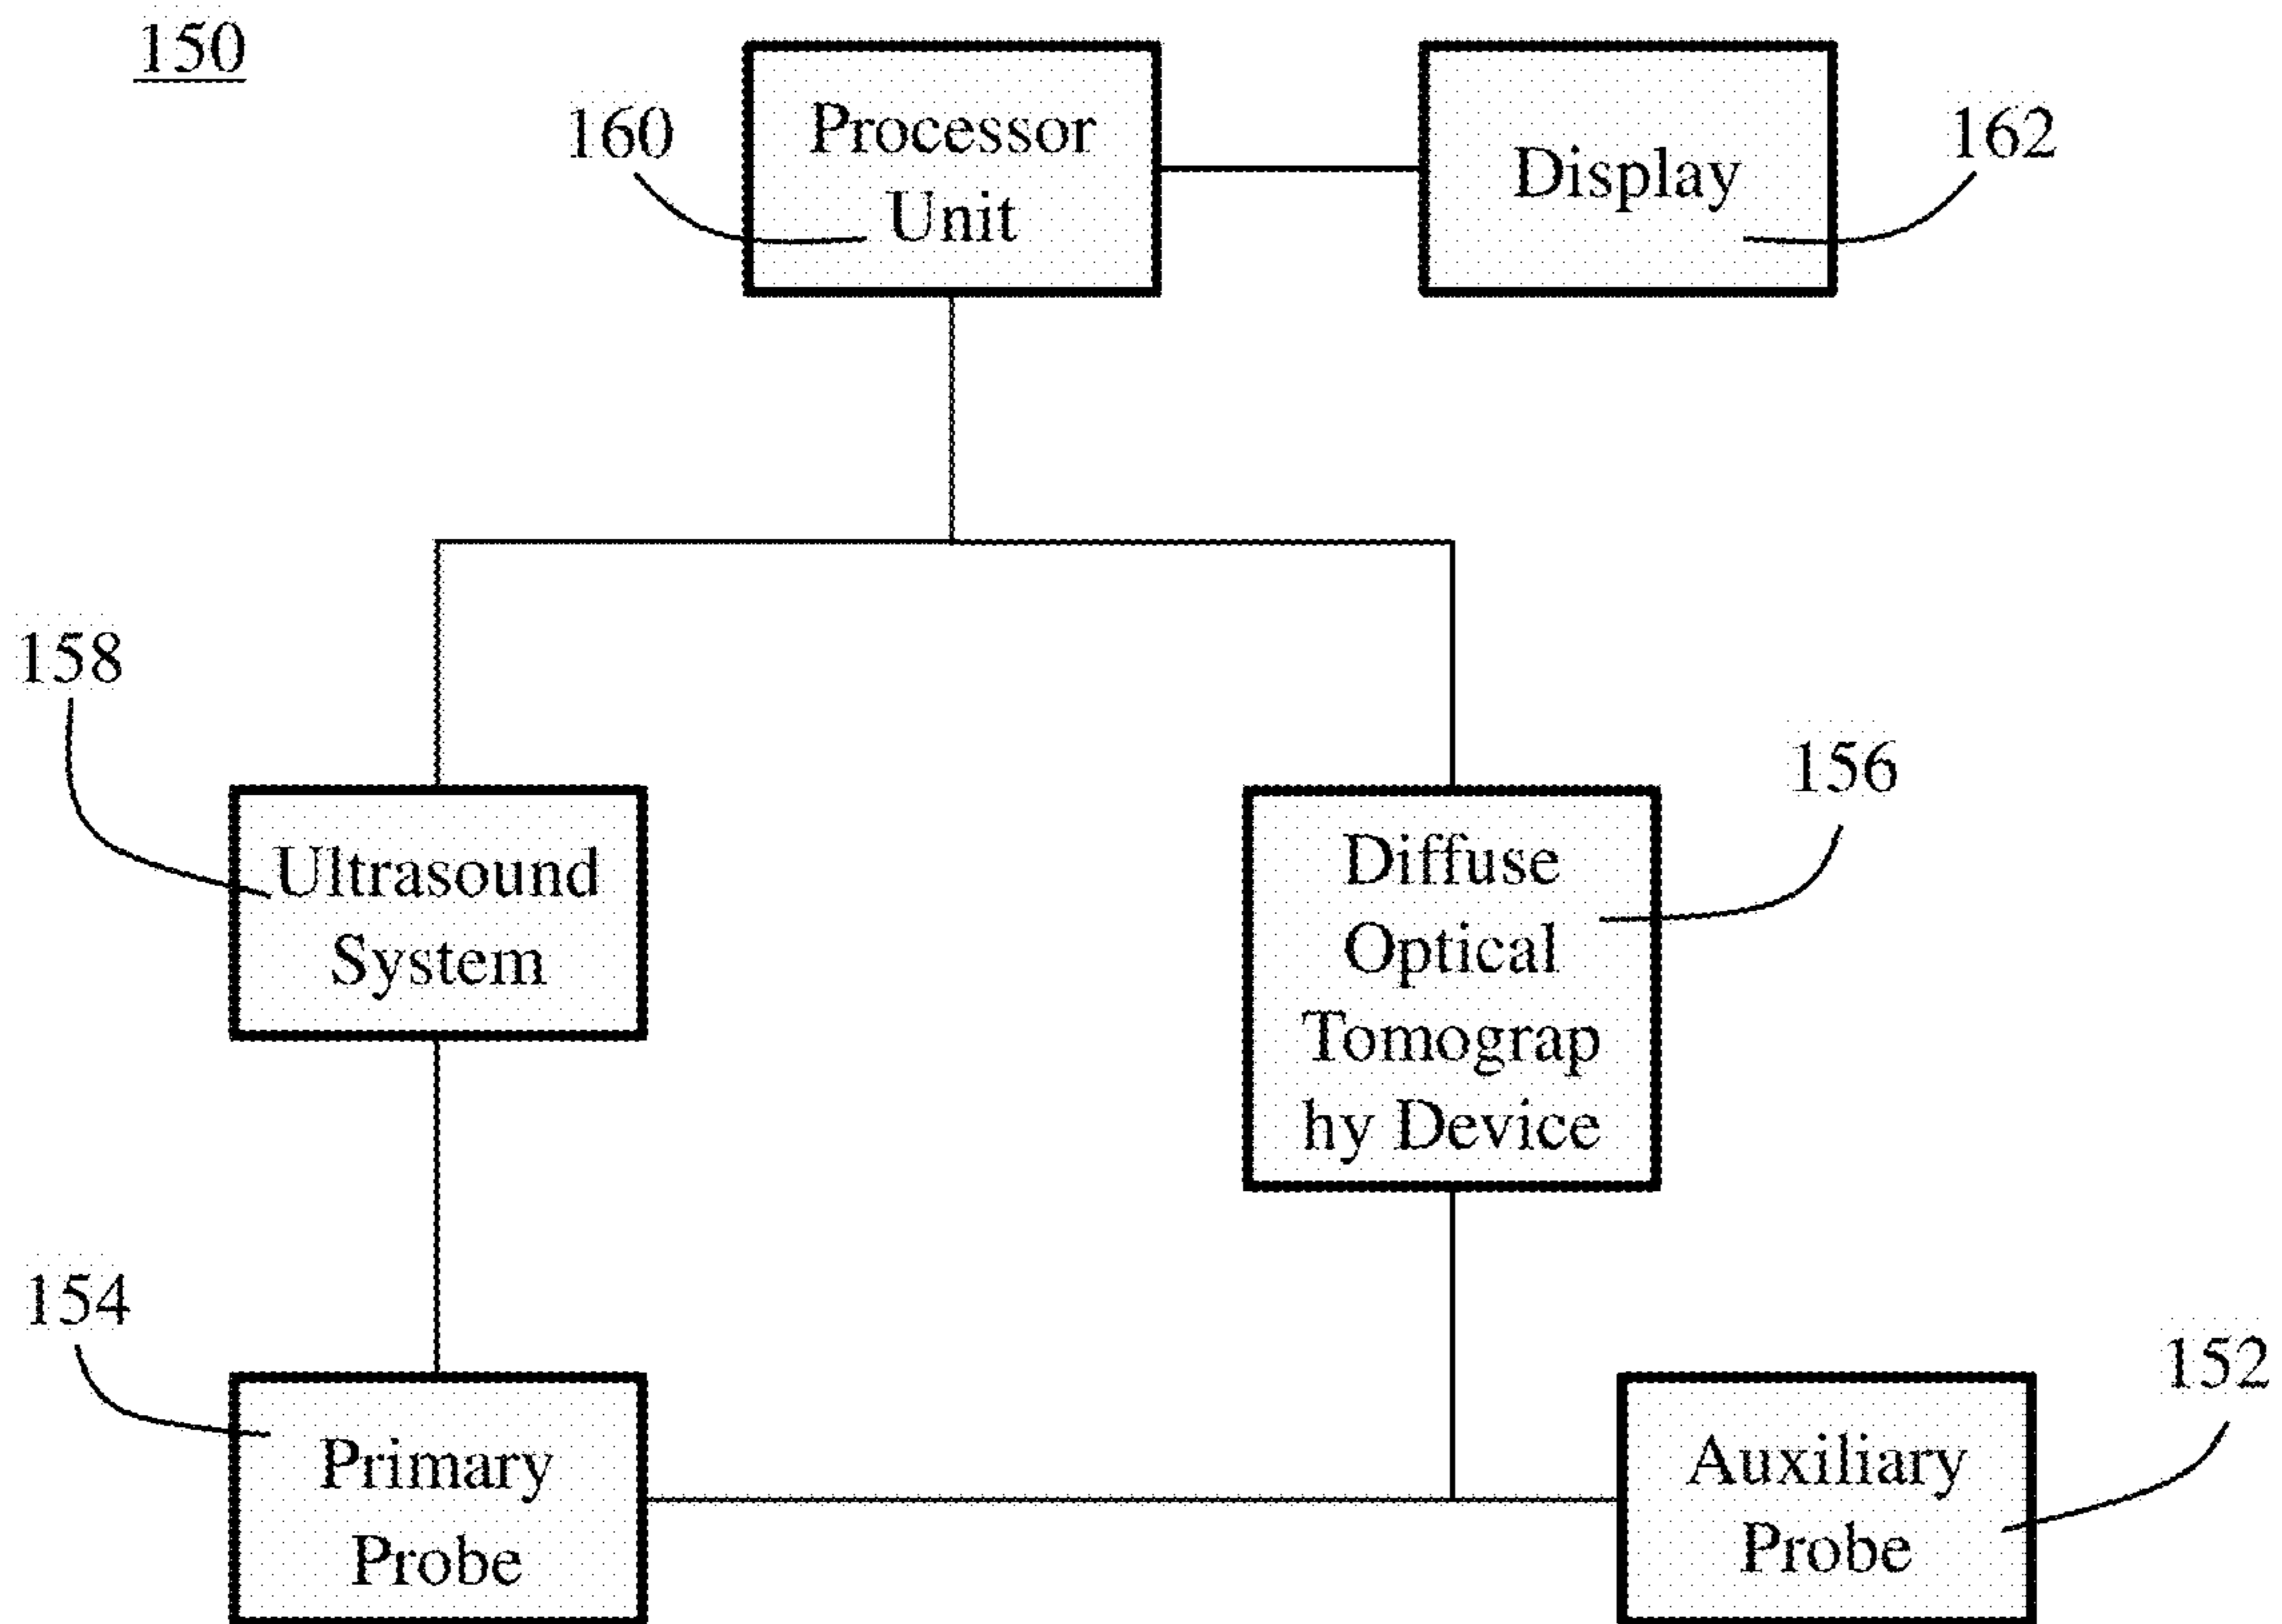 150
160
Processor
Unit
Display
162
158
Ultrasound
System
156
Diffuse
Optical
Tomograp
hy Device
154
Primary
Probe
152
Auxiliary
Probe